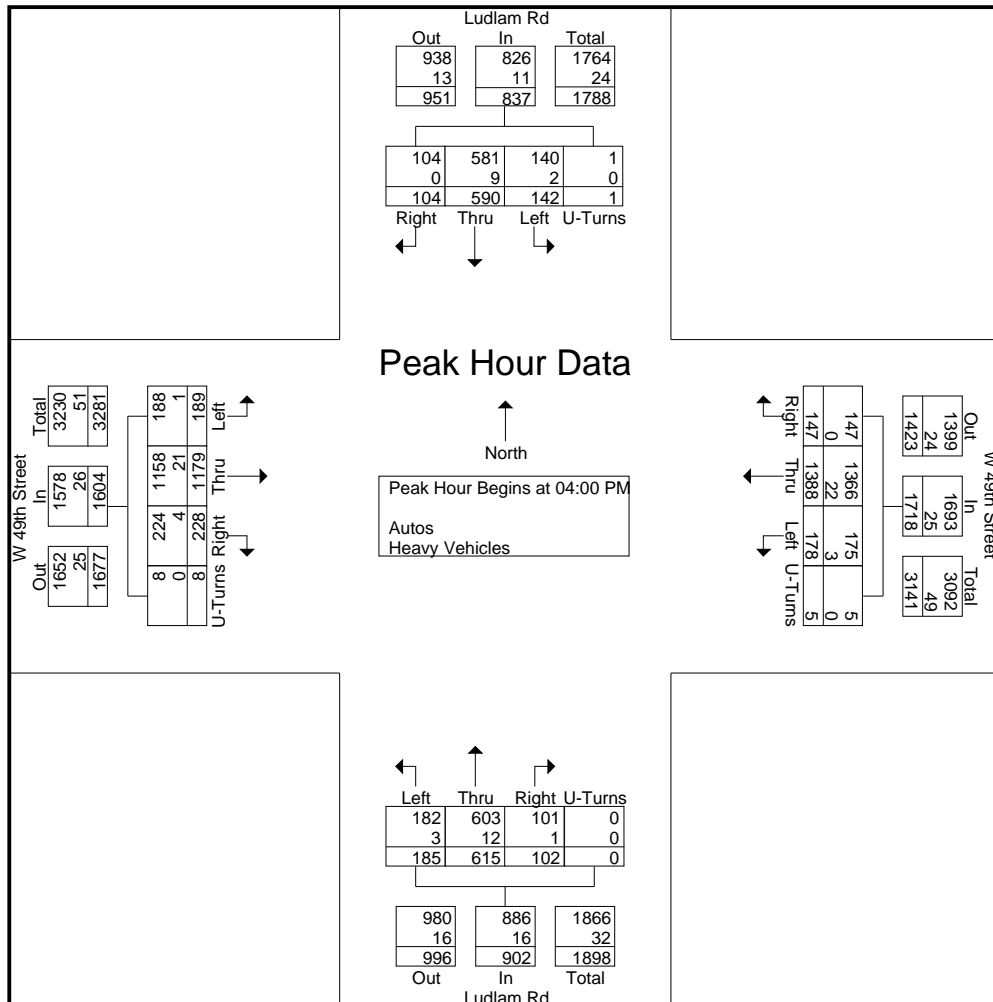 Ludlam Rd
Out In Total
938 826 1764
13 11 24
951 837 1788
104 581 140 1
0 9 2 0
104 590 142 1
Right Thru Left U-Turns
Peak Hour Data
North
Peak Hour Begins at 04:00 PM
Autos
Heavy Vehicles
W 49th Street
Total In Out
3281 1604 1677
51 26 25
3230 1578 1652
Left Thru Right U-Turns
189 1179 228 8
1 21 4 0
188 1158 224 8
W 49th Street
Out In Total
1399 1693 3092
24 25 49
1423 1718 3141
147 1366 175 5
0 22 3 0
147 1388 178 5
Right Thru Left U-Turns
Left Thru Right U-Turns
182 603 101 0
3 12 1 0
185 615 102 0
980 886 1866
16 16 32
996 902 1898
Out In Total
Ludlam Rd